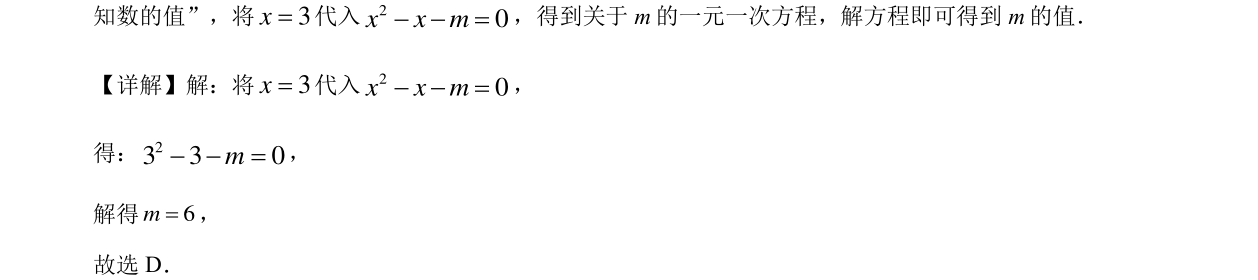 知数的值”，将 x = 3 代入 x² − x − m = 0，得到关于 m 的一元一次方程，解方程即可得到 m 的值．
【详解】解：将 x = 3 代入 x² − x − m = 0，
得：3² − 3 − m = 0，
解得 m = 6，
故选 D．